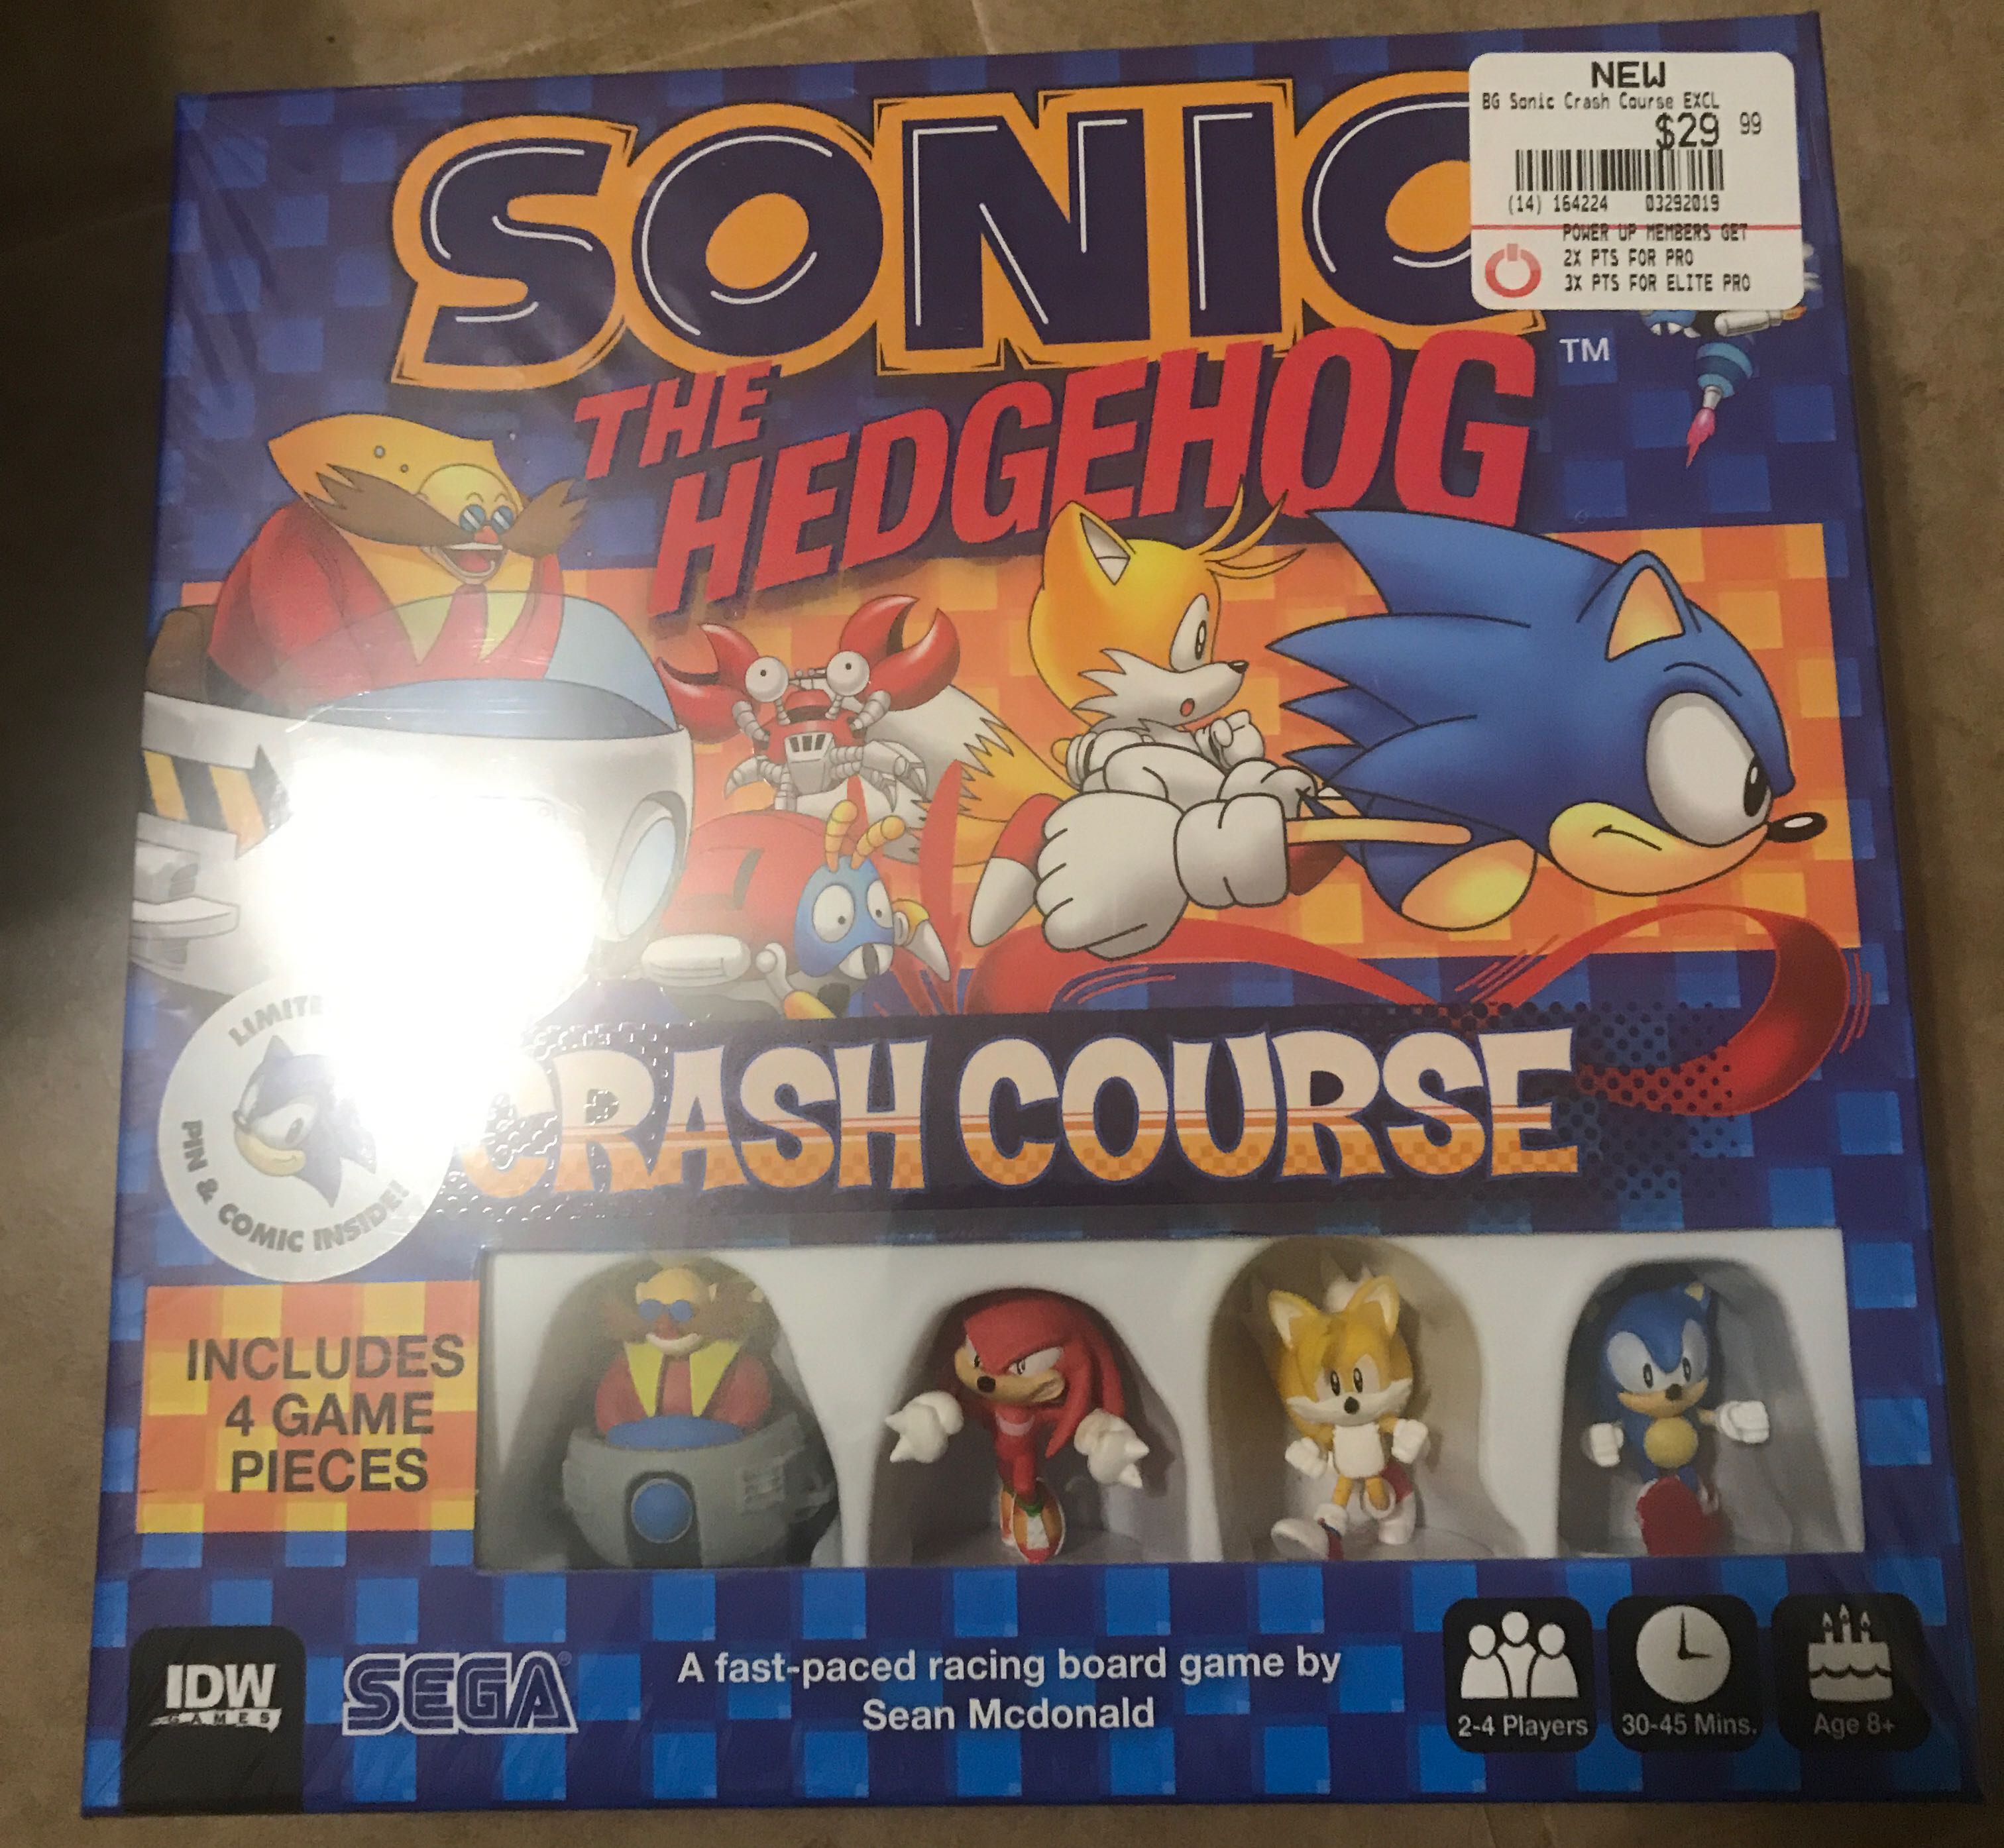 NEW
BG Sonic Crash Course EXCL
$29 99
(14) 164224 03292019
POWER UP MEMBERS GET
2X PTS FOR PRO
3X PTS FOR ELITE PRO
SONIC
TM
THE
HEDGEHOG
CRASH COURSE
PIN & COMIC INSIDE!
INCLUDES
4 GAME
PIECES
IDW
GAMES
SEGA®
A fast-paced racing board game by
Sean Mcdonald
2-4 Players
30-45 Mins.
Age 8+